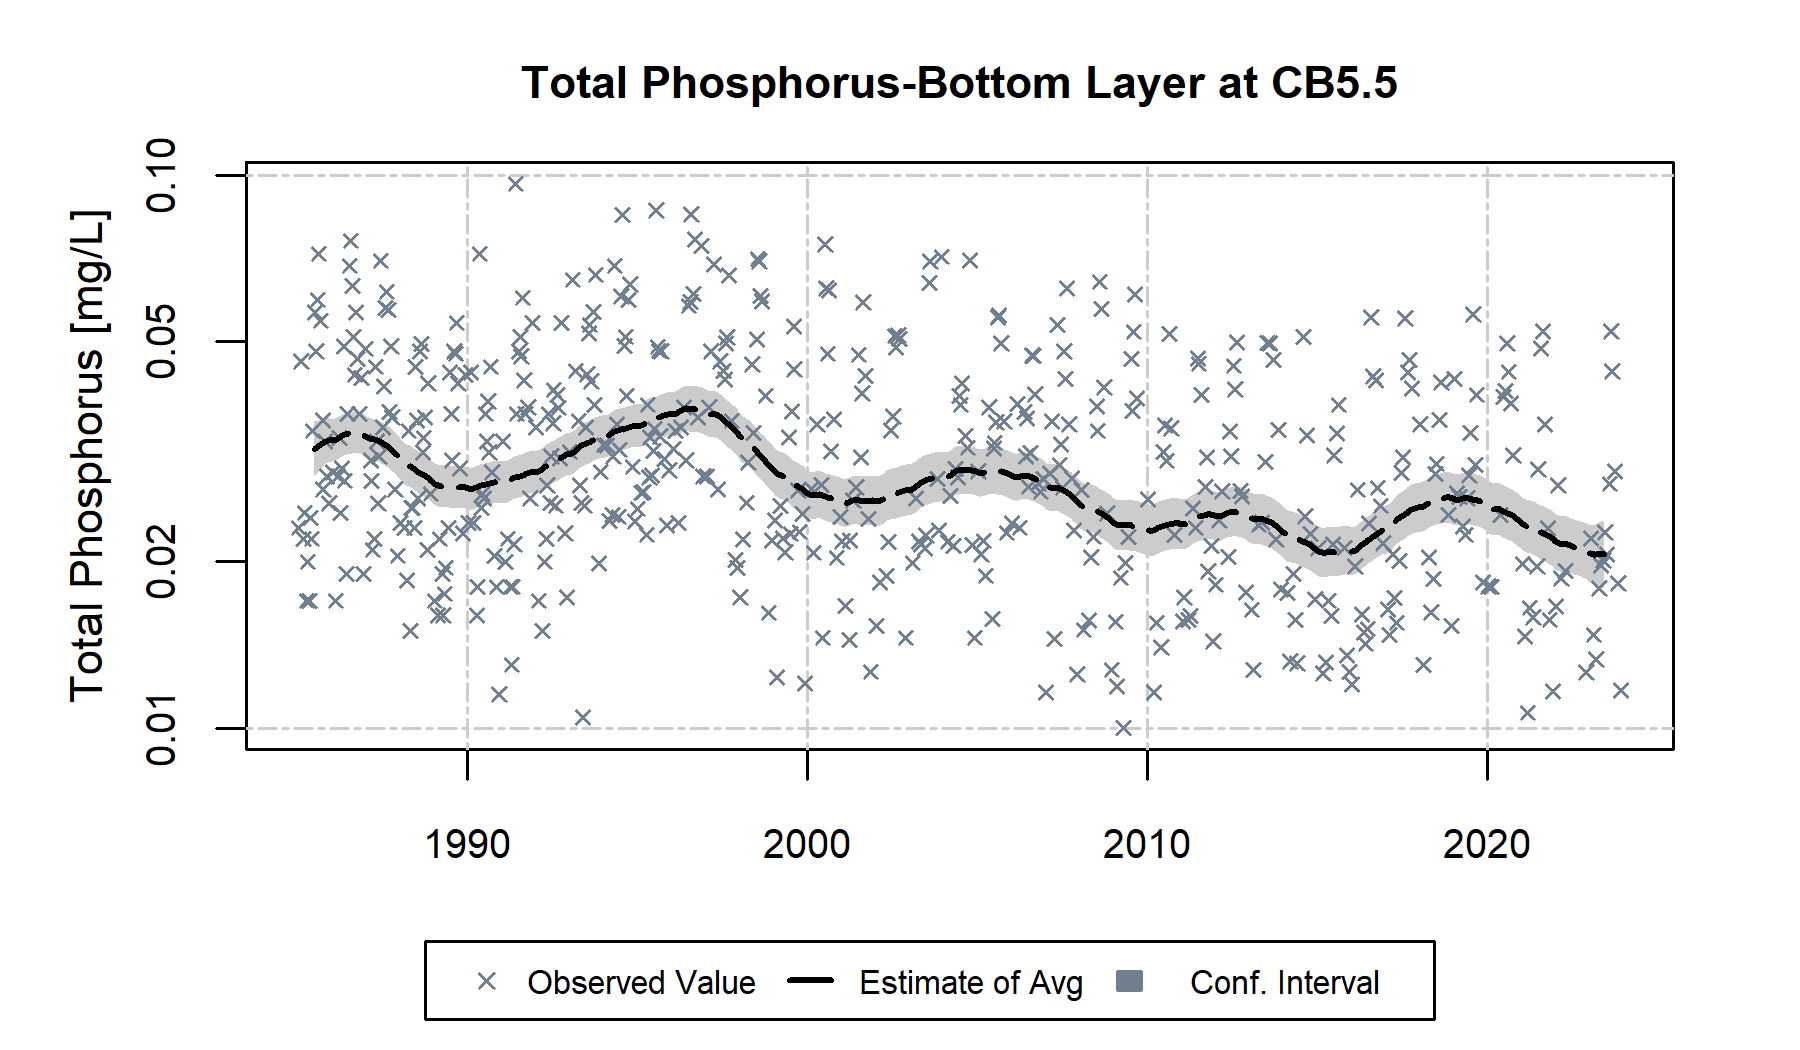 Total Phosphorus-Bottom Layer at CB5.5
Total Phosphorus [mg/L]
0.10
0.05
0.02
0.01
1990 2000 2010 2020
Observed Value Estimate of Avg Conf. Interval